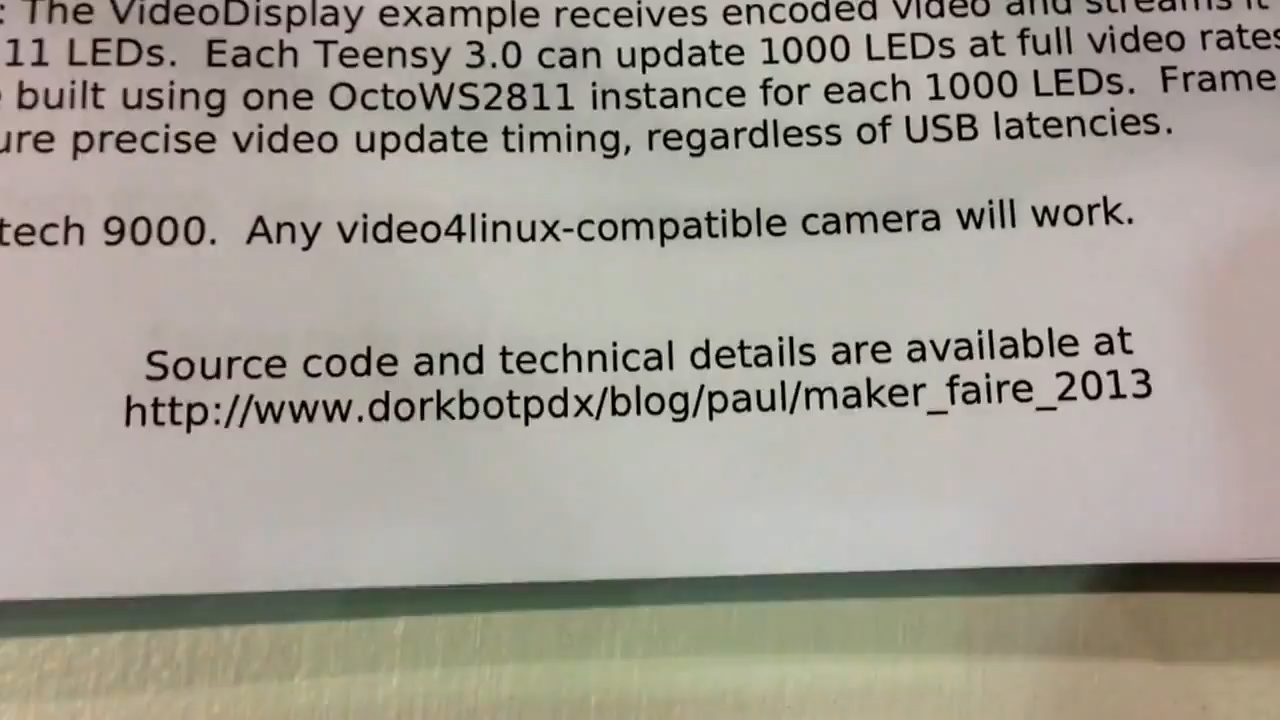 : The VideoDisplay example receives encoded video and streams it
11 LEDs. Each Teensy 3.0 can update 1000 LEDs at full video rates
built using one OctoWS2811 instance for each 1000 LEDs. Frame
ure precise video update timing, regardless of USB latencies.
tech 9000. Any video4linux-compatible camera will work.
Source code and technical details are available at
http://www.dorkbotpdx/blog/paul/maker_faire_2013